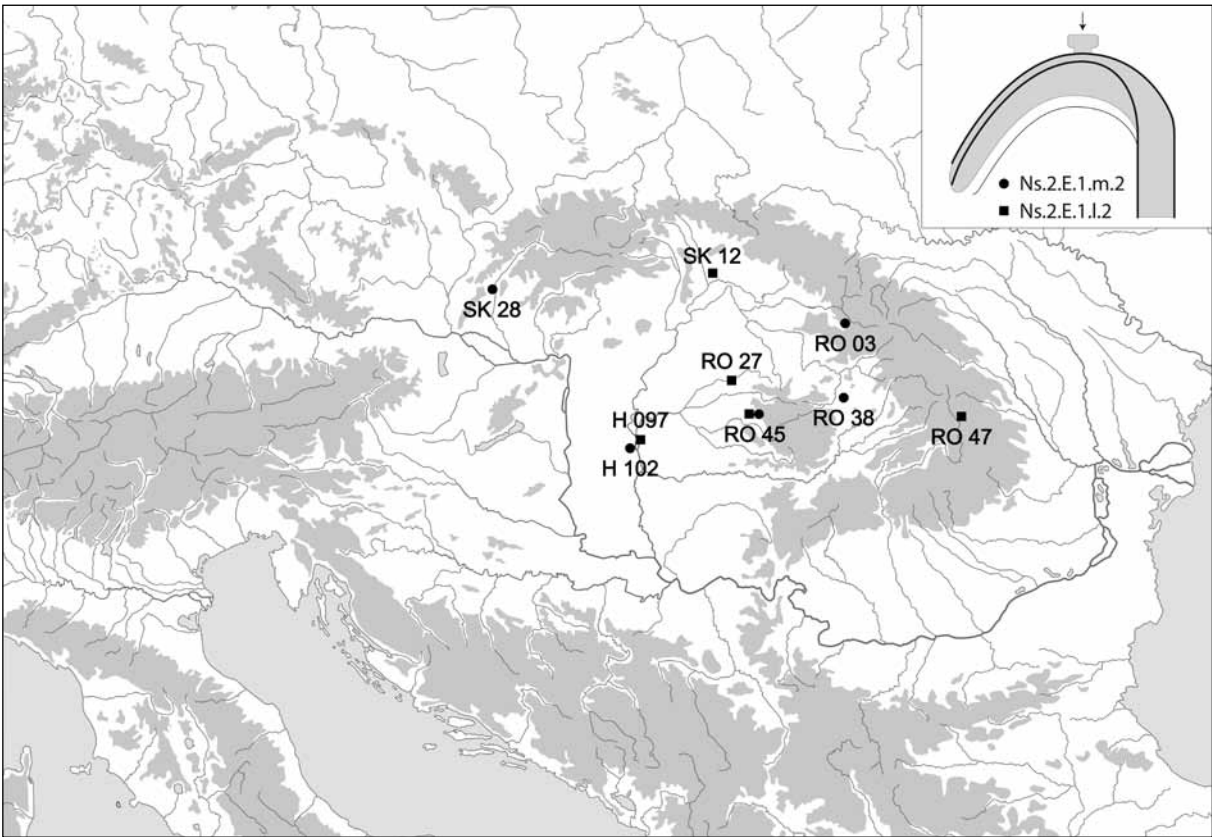 Ns.2.E.1.m.2
Ns.2.E.1.l.2
SK 12
SK 28
RO 03
RO 27
RO 38
RO 45
RO 47
H 097
H 102